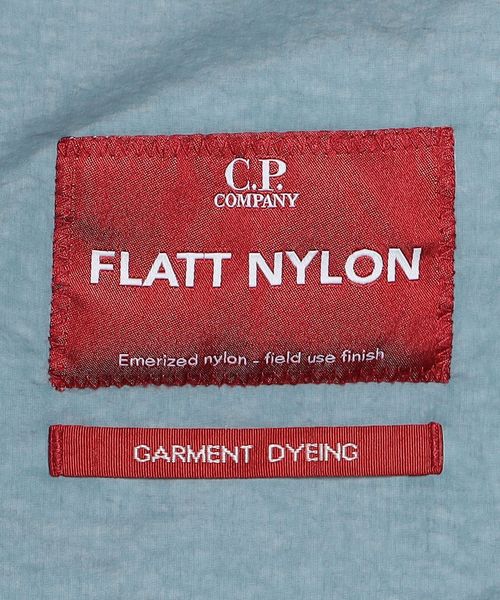 C.P.
COMPANY
FLATT NYLON
Emerized nylon - field use finish
GARMENT DYEING